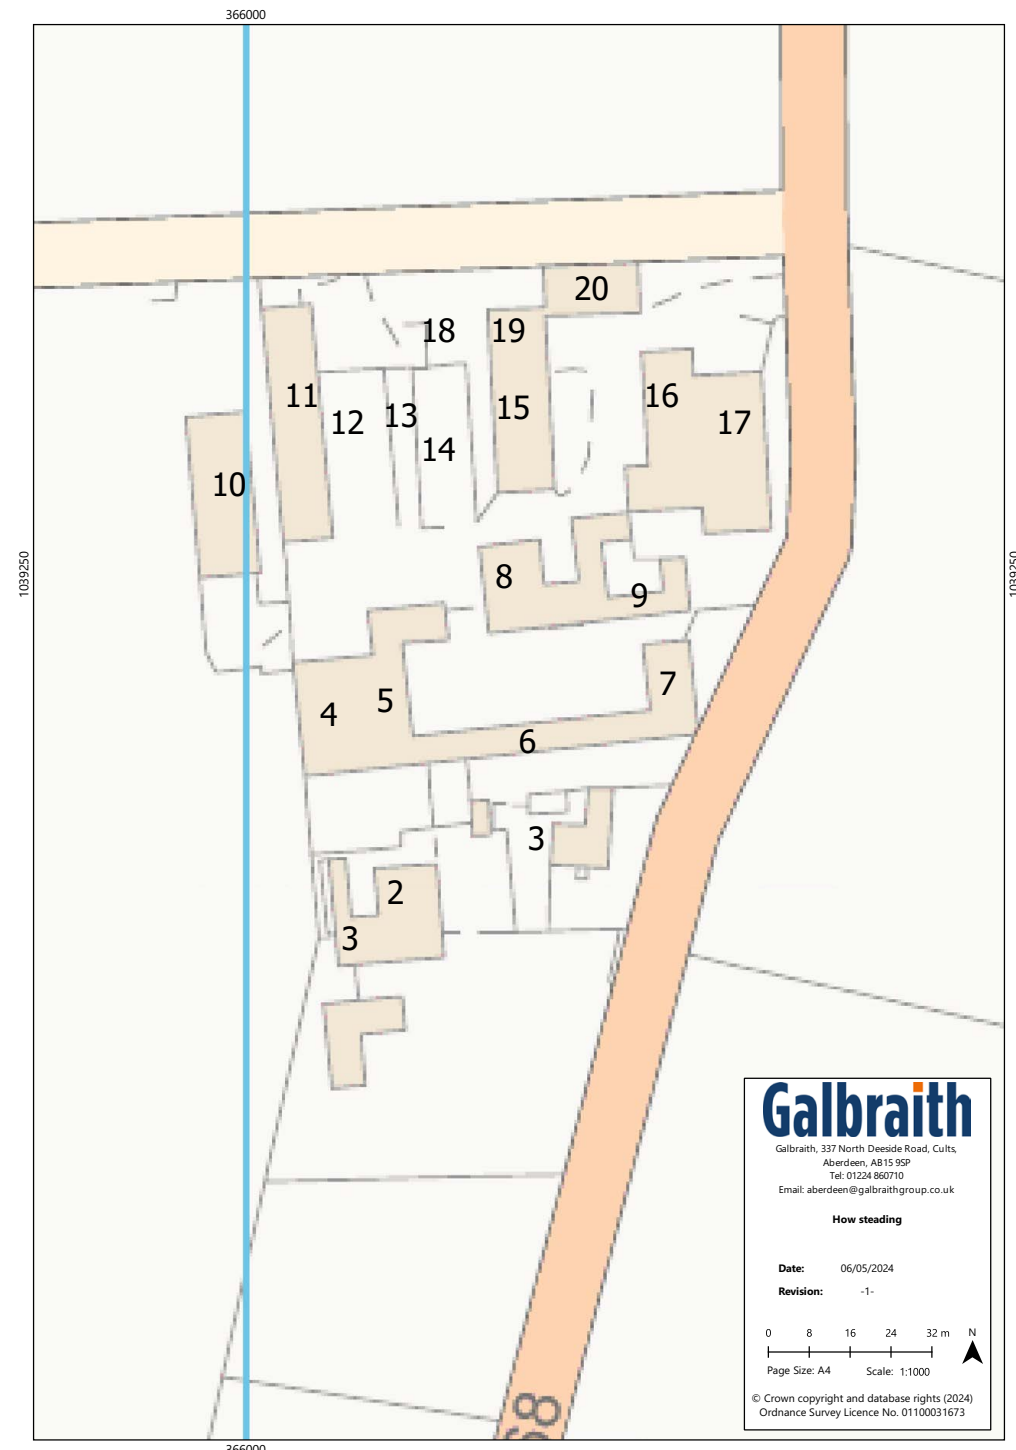 366000
20
18 19
11 16
12 13 15 17
14
10
8
9
7
4 5
6
3
2
3
1039250
1039250
Galbraith
Galbraith, 337 North Deeside Road, Cults,
Aberdeen, AB15 9SP
Tel: 01224 860710
Email: aberdeen@galbraithgroup.co.uk
How steading
Date: 06/05/2024
Revision: -1-
0 8 16 24 32 m N
Page Size: A4 Scale: 1:1000
© Crown copyright and database rights (2024)
Ordnance Survey Licence No. 01100031673
366000